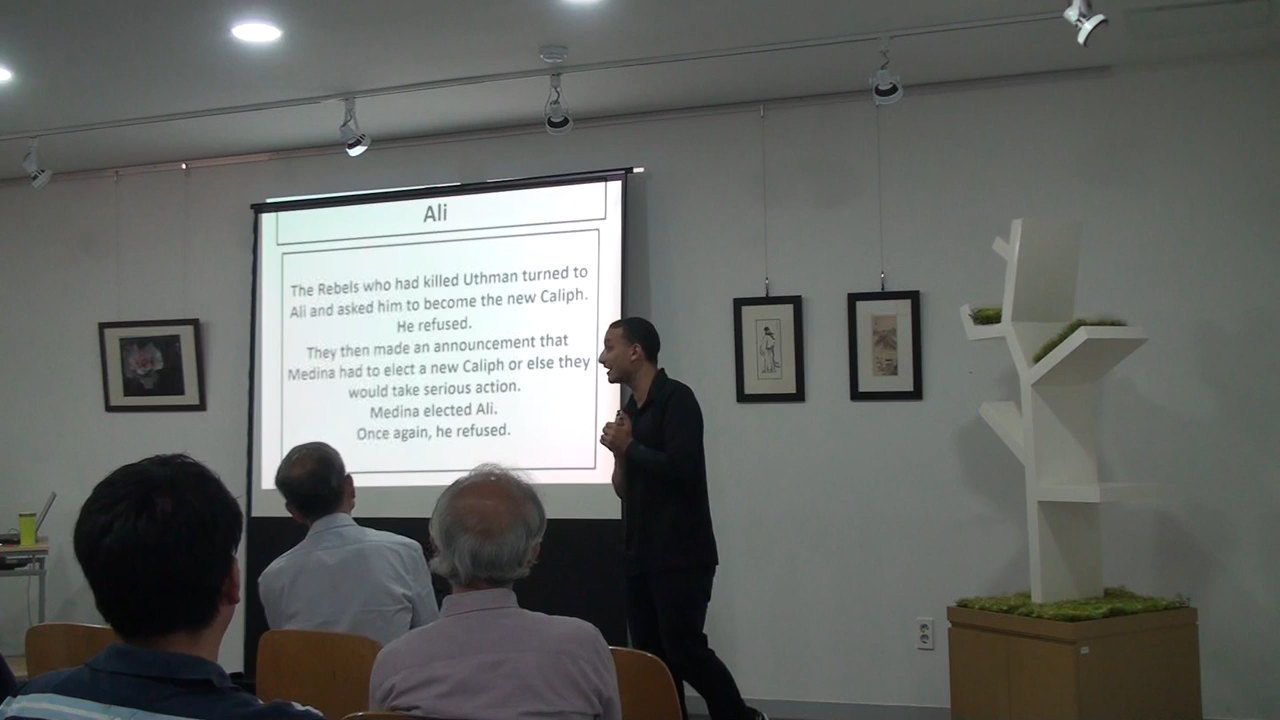 Ali
The Rebels who had killed Uthman turned to
Ali and asked him to become the new Caliph.
He refused.
They then made an announcement that
Medina had to elect a new Caliph or else they
would take serious action.
Medina elected Ali.
Once again, he refused.